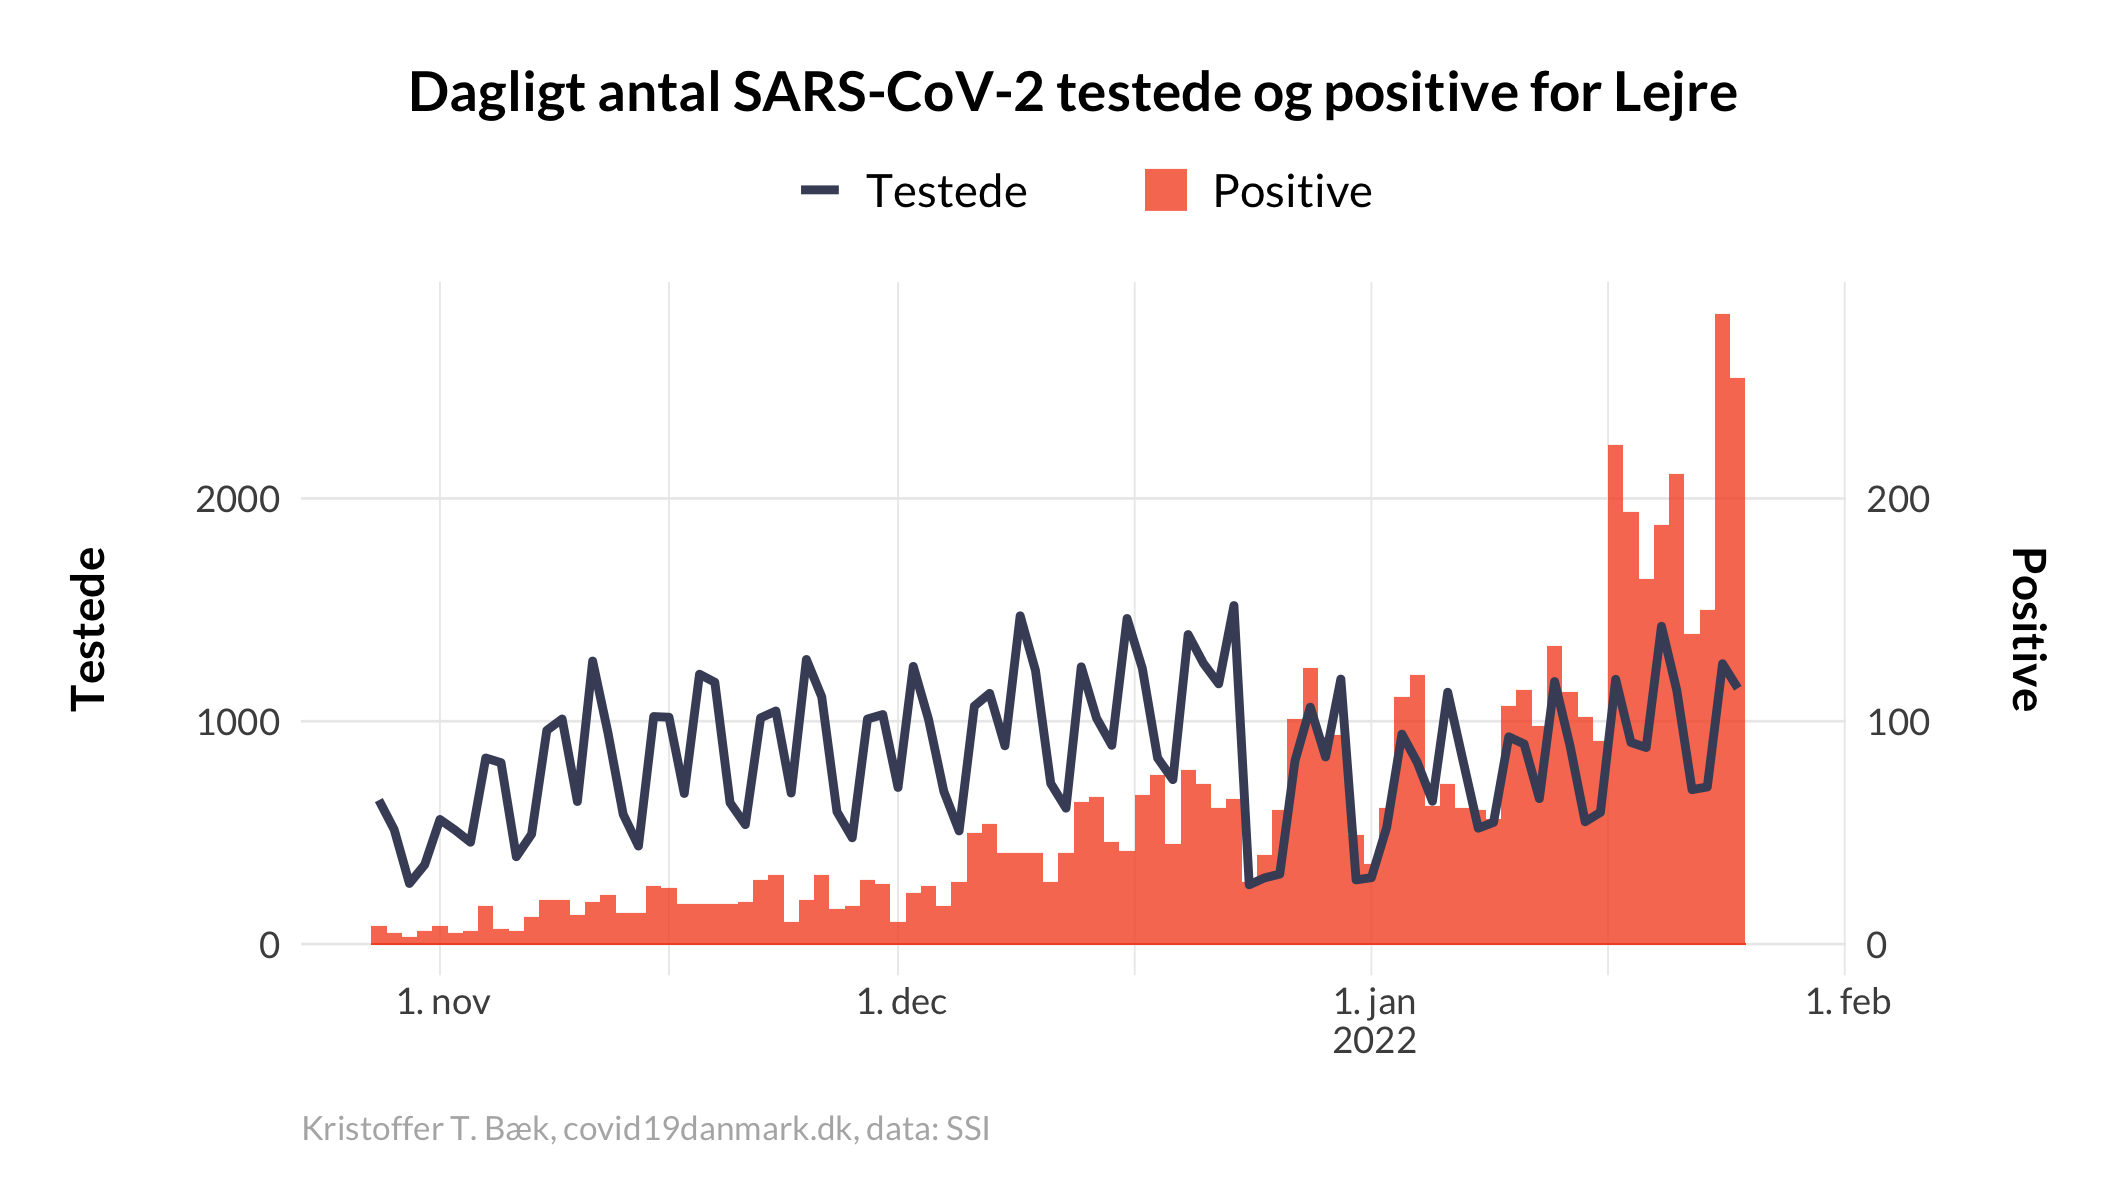 Dagligt antal SARS-CoV-2 testede og positive for Lejre
Testede
Positive
Testede
2000
1000
0
200
100
0
Positive
1. nov
1. dec
1. jan
2022
1. feb
Kristoffer T. Bæk, covid19danmark.dk, data: SSI